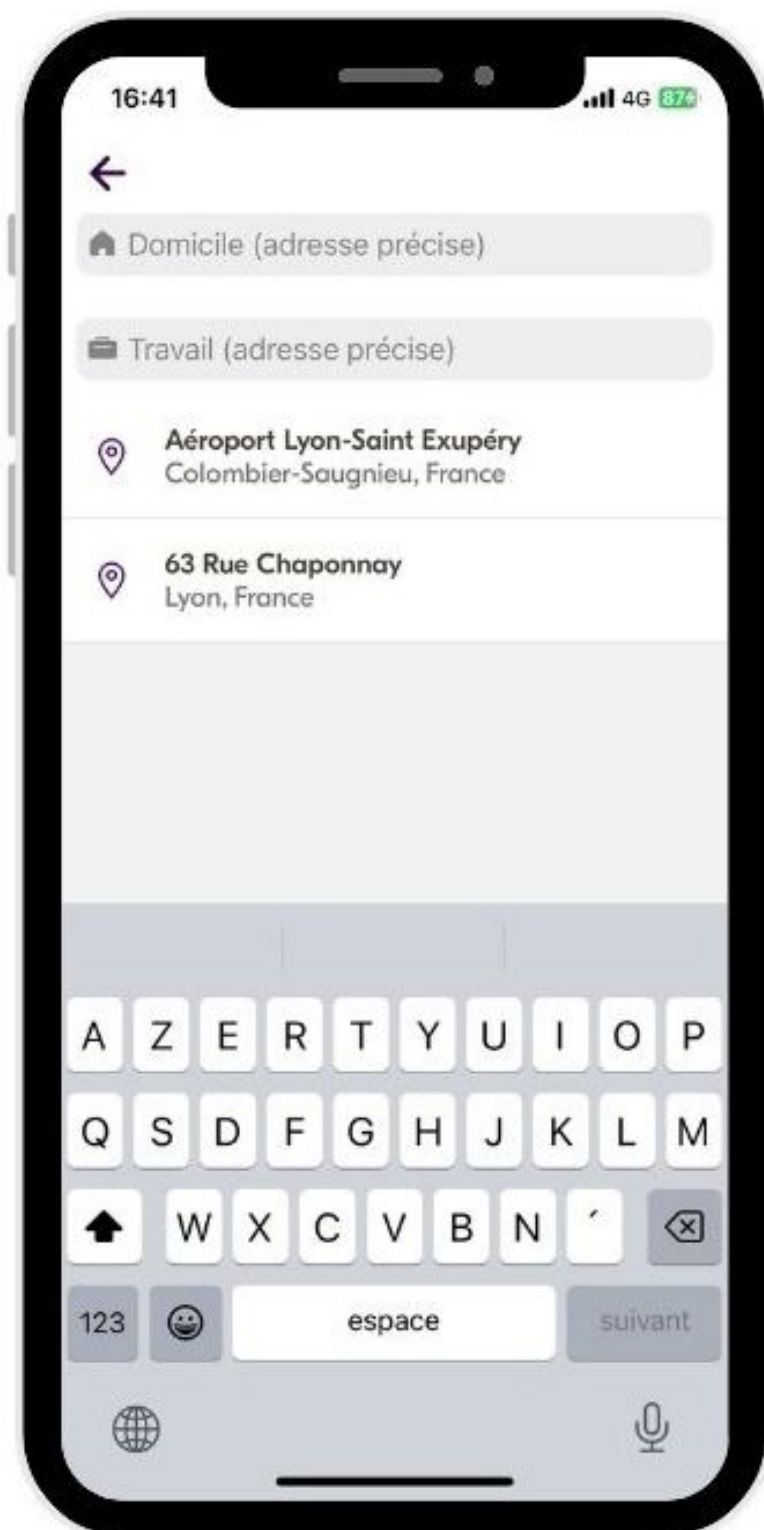 16:41
4G 87
Domicile (adresse précise)
Travail (adresse précise)
Aéroport Lyon-Saint Exupéry
Colombier-Saugnieu, France
63 Rue Chaponnay
Lyon, France
A Z E R T Y U I O P
Q S D F G H J K L M
W X C V B N ´
123 espace suivant